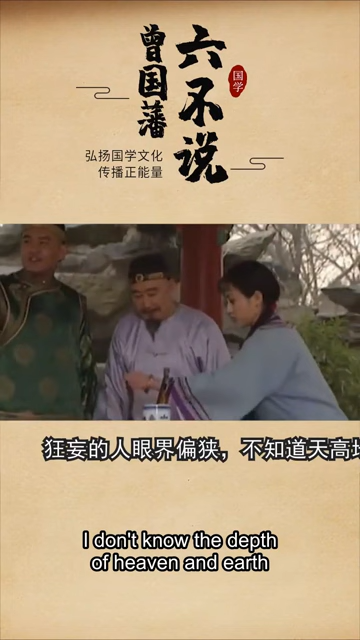 曾国藩
六不说
国学
弘扬国学文化
传播正能量
狂妄的人眼界偏狭，不知道天高
I don't know the depth
of heaven and earth